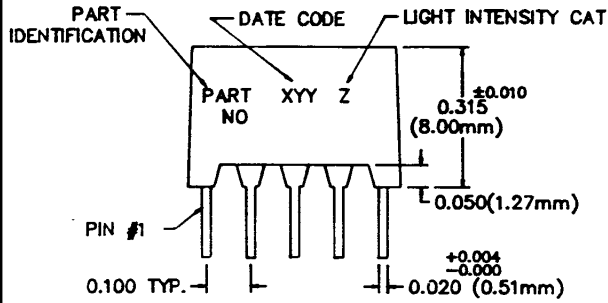 PART IDENTIFICATION
DATE CODE
LIGHT INTENSITY CAT
PART NO
XYY
Z
±0.010
0.315
(8.00mm)
0.050(1.27mm)
PIN #1
0.100 TYP.
+0.004
-0.000
0.020 (0.51mm)